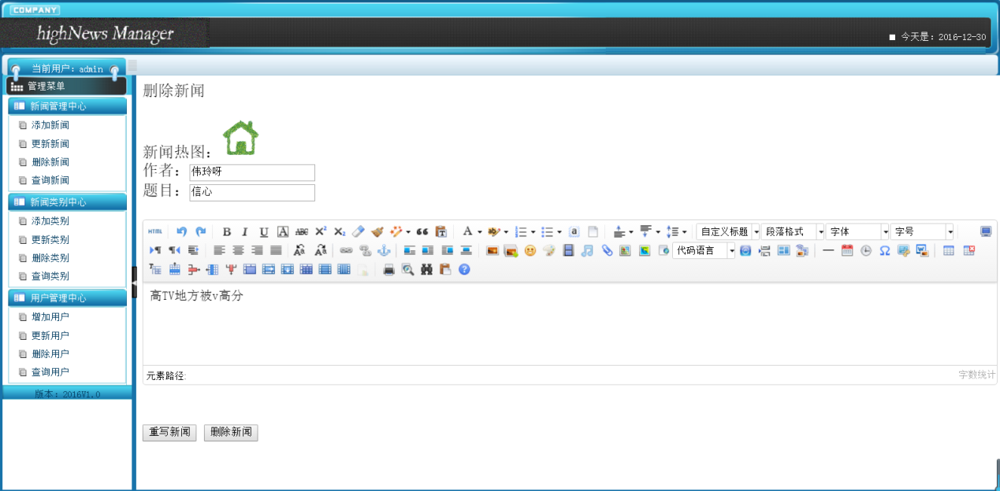 COMPANY
highNews Manager
今天是：2016-12-30
当前用户：admin
管理菜单
新闻管理中心
添加新闻
更新新闻
删除新闻
查询新闻
新闻类别中心
添加类别
更新类别
删除类别
查询类别
用户管理中心
增加用户
更新用户
删除用户
查询用户
版本：2016V1.0
删除新闻
新闻热图：
作者：伟玲呀
题目：信心
HTML B I U A ABC X² X₂ A ab a 自定义标题 段落格式 字体 字号
代码语言
高TV地方被v高分
元素路径:
字数统计
重写新闻 删除新闻